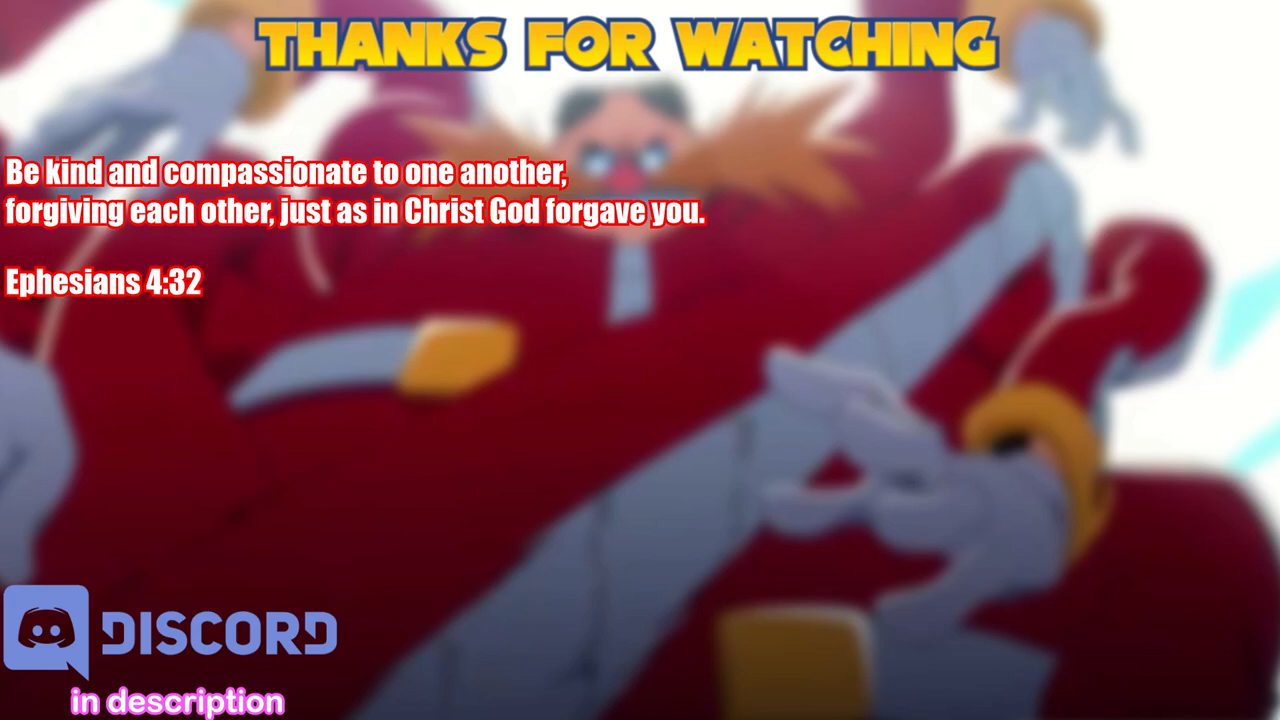 THANKS FOR WATCHING
Be kind and compassionate to one another,
forgiving each other, just as in Christ God forgave you.
Ephesians 4:32
DISCORD
in description